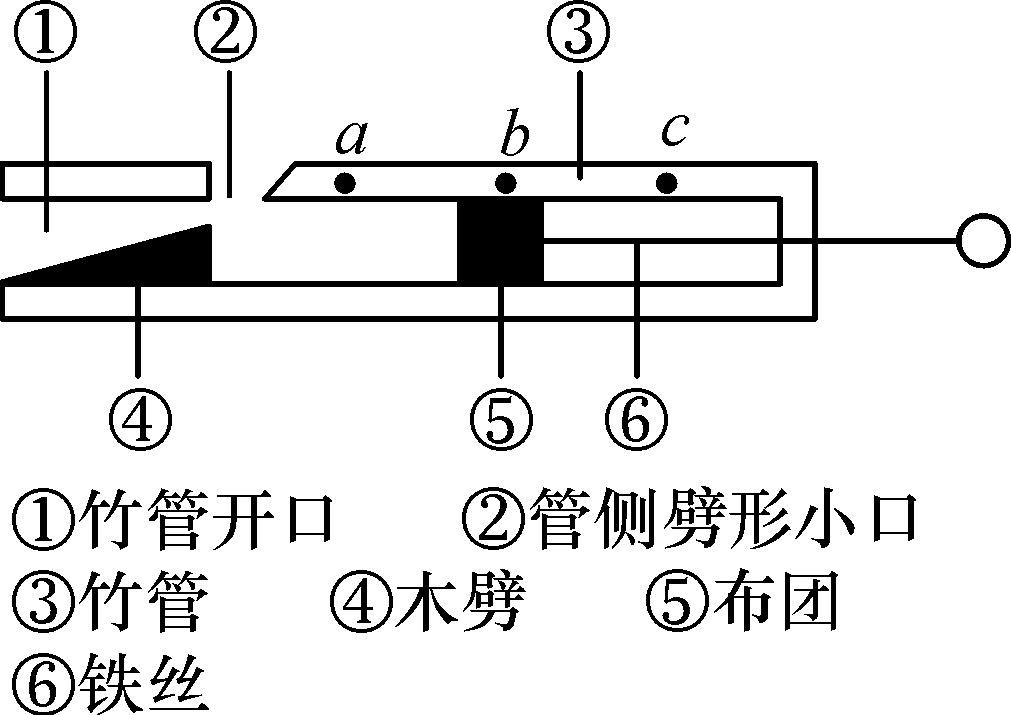 ① ② ③
a b c
④ ⑤ ⑥
①竹管开口 ②管侧劈形小口
③竹管 ④木劈 ⑤布团
⑥铁丝